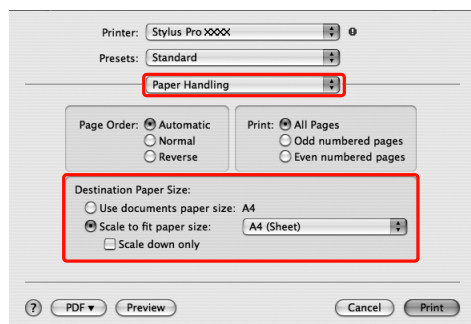 Printer: Stylus Pro XXXX
Presets: Standard
Paper Handling
Page Order: Automatic Print: All Pages
Normal Odd numbered pages
Reverse Even numbered pages
Destination Paper Size:
Use documents paper size: A4
Scale to fit paper size: A4 (Sheet)
Scale down only
? PDF Preview Cancel Print